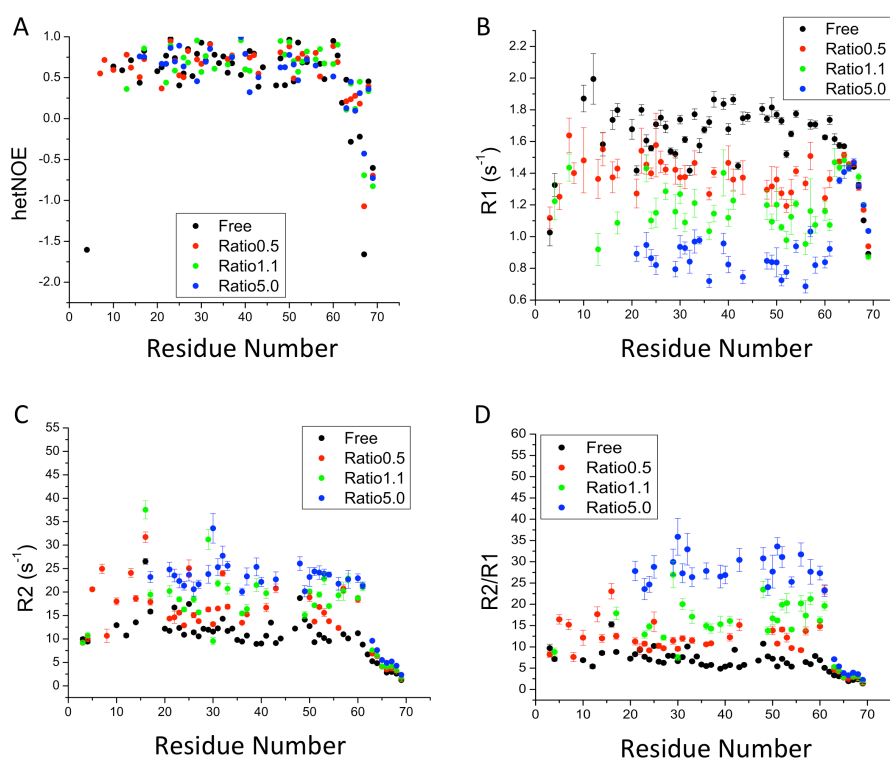 A
hetNOE
1.0
0.5
0.0
-0.5
-1.0
-1.5
-2.0
Free
Ratio0.5
Ratio1.1
Ratio5.0
0 10 20 30 40 50 60 70
Residue Number
B
R1 (s-1)
2.2
2.0
1.8
1.6
1.4
1.2
1.0
0.8
0.6
Free
Ratio0.5
Ratio1.1
Ratio5.0
0 10 20 30 40 50 60 70
Residue Number
C
R2 (s-1)
55
50
45
40
35
30
25
20
15
10
5
0
Free
Ratio0.5
Ratio1.1
Ratio5.0
0 10 20 30 40 50 60 70 80
Residue Number
D
R2/R1
60
55
50
45
40
35
30
25
20
15
10
5
0
Free
Ratio0.5
Ratio1.1
Ratio5.0
0 10 20 30 40 50 60 70
Residue Number